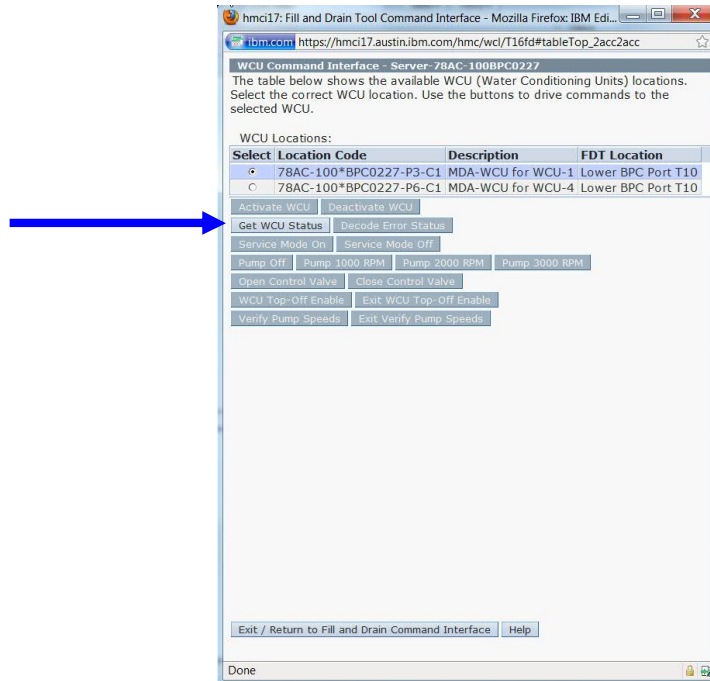 hmci17: Fill and Drain Tool Command Interface - Mozilla Firefox: IBM Edi...
ibm.com https://hmci17.austin.ibm.com/hmc/wcl/T16fd#tableTop_2acc2acc
WCU Command Interface - Server-78AC-100BPC0227
The table below shows the available WCU (Water Conditioning Units) locations.
Select the correct WCU location. Use the buttons to drive commands to the
selected WCU.
WCU Locations:
Select Location Code Description FDT Location
78AC-100*BPC0227-P3-C1 MDA-WCU for WCU-1 Lower BPC Port T10
78AC-100*BPC0227-P6-C1 MDA-WCU for WCU-4 Lower BPC Port T10
Activate WCU Deactivate WCU
Get WCU Status Decode Error Status
Service Mode On Service Mode Off
Pump Off Pump 1000 RPM Pump 2000 RPM Pump 3000 RPM
Open Control Valve Close Control Valve
WCU Top-Off Enable Exit WCU Top-Off Enable
Verify Pump Speeds Exit Verify Pump Speeds
Exit / Return to Fill and Drain Command Interface Help
Done